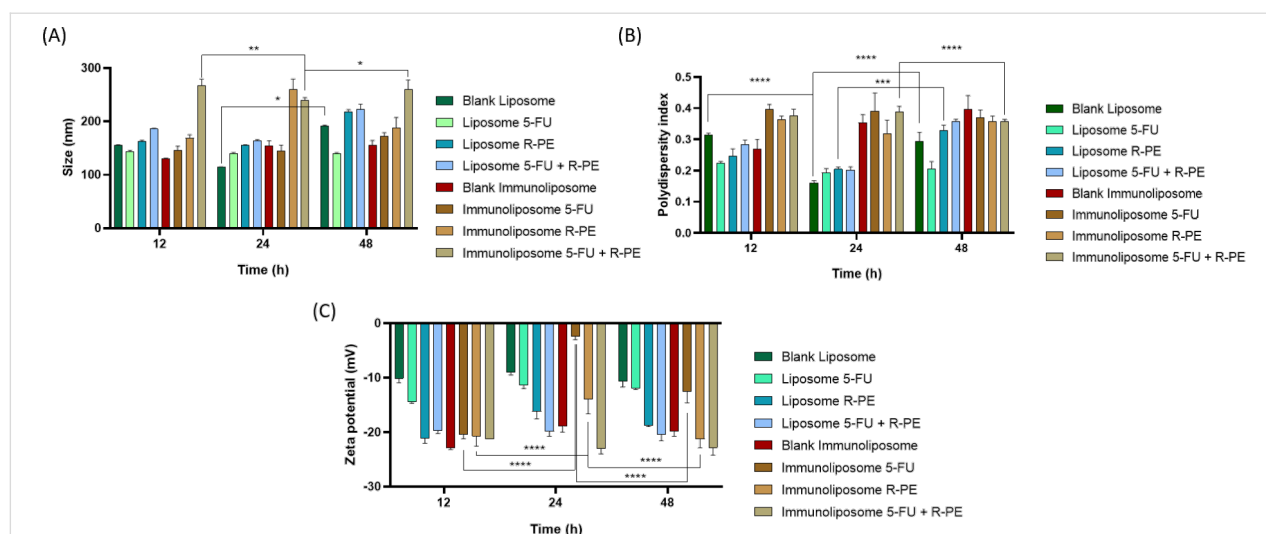 (A)
**
*
*
300
200
100
0
Size (nm)
12
24
48
Time (h)
Blank Liposome
Liposome 5-FU
Liposome R-PE
Liposome 5-FU + R-PE
Blank Immunoliposome
Immunoliposome 5-FU
Immunoliposome R-PE
Immunoliposome 5-FU + R-PE
(B)
****
****
****
***
0.5
0.4
0.3
0.2
0.1
0.0
Polydispersity index
12
24
48
Time (h)
Blank Liposome
Liposome 5-FU
Liposome R-PE
Liposome 5-FU + R-PE
Blank Immunoliposome
Immunoliposome 5-FU
Immunoliposome R-PE
Immunoliposome 5-FU + R-PE
(C)
0
-10
-20
-30
Zeta potential (mV)
****
****
****
****
12
24
48
Time (h)
Blank Liposome
Liposome 5-FU
Liposome R-PE
Liposome 5-FU + R-PE
Blank Immunoliposome
Immunoliposome 5-FU
Immunoliposome R-PE
Immunoliposome 5-FU + R-PE